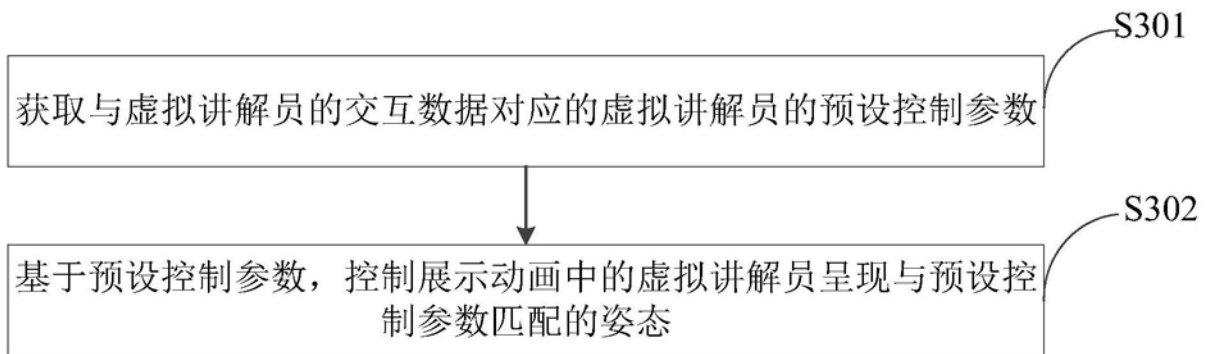 S301
获取与虚拟讲解员的交互数据对应的虚拟讲解员的预设控制参数
S302
基于预设控制参数，控制展示动画中的虚拟讲解员呈现与预设控
制参数匹配的姿态